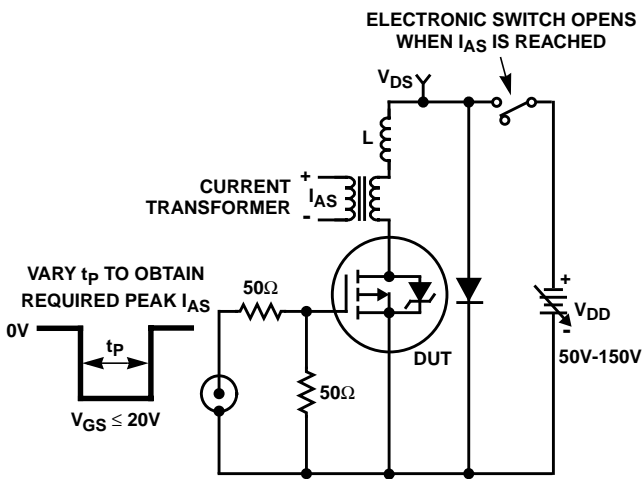 ELECTRONIC SWITCH OPENS
WHEN IAS IS REACHED
VDS
L
+
CURRENT
TRANSFORMER
IAS
-
VARY tP TO OBTAIN
REQUIRED PEAK IAS
50Ω
0V
tP
VGS ≤ 20V
50Ω
DUT
+
VDD
-
50V-150V